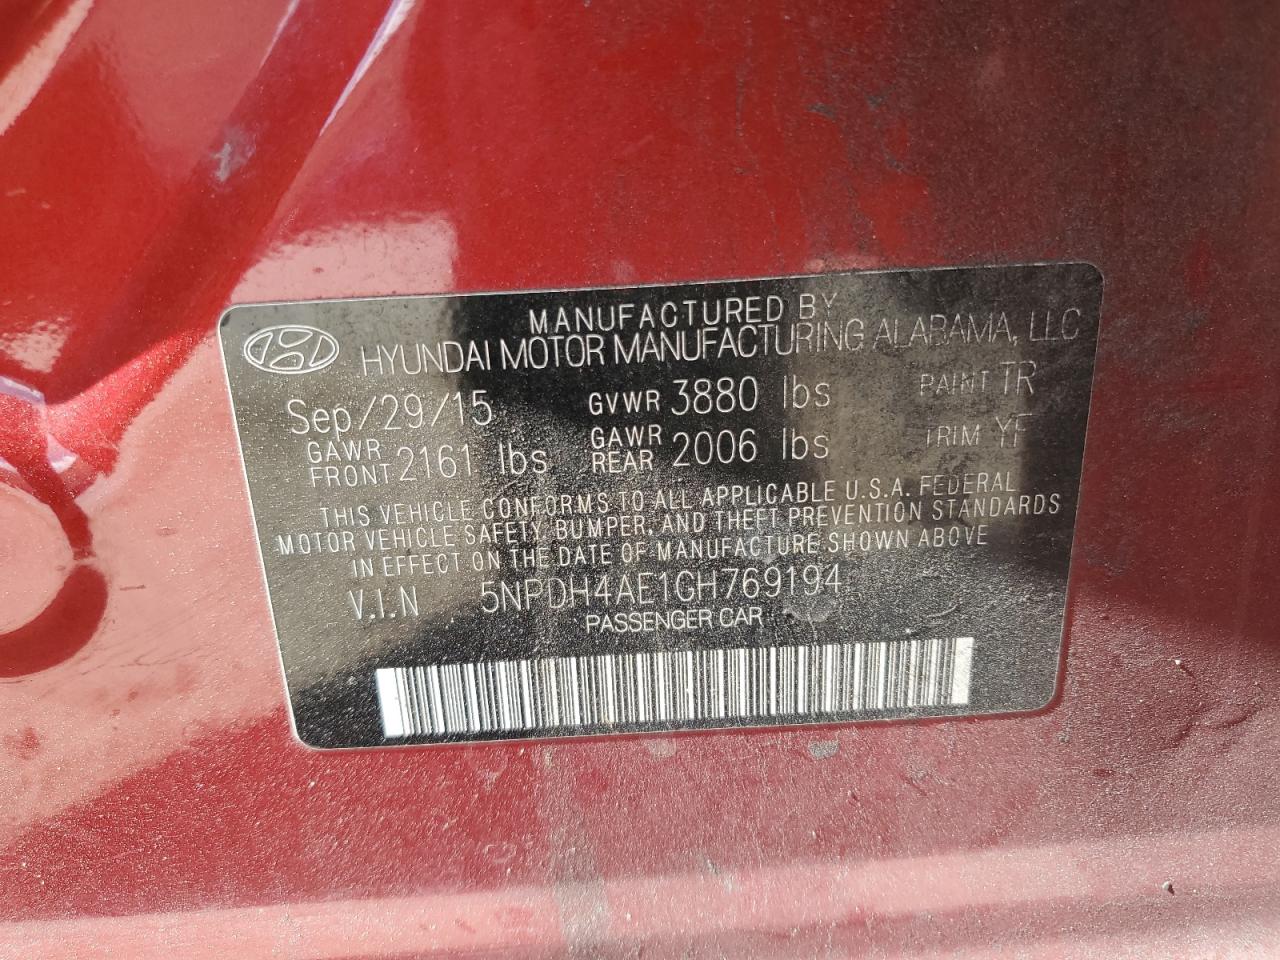 MANUFACTURED BY
HYUNDAI MOTOR MANUFACTURING ALABAMA, LLC
Sep/29/15 GVWR 3880 lbs PAINT TR
GAWR FRONT 2161 lbs GAWR REAR 2006 lbs TRIM YF
THIS VEHICLE CONFORMS TO ALL APPLICABLE U.S.A. FEDERAL
MOTOR VEHICLE SAFETY, BUMPER, AND THEFT PREVENTION STANDARDS
IN EFFECT ON THE DATE OF MANUFACTURE SHOWN ABOVE
V.I.N 5NPDH4AE1GH769194
PASSENGER CAR